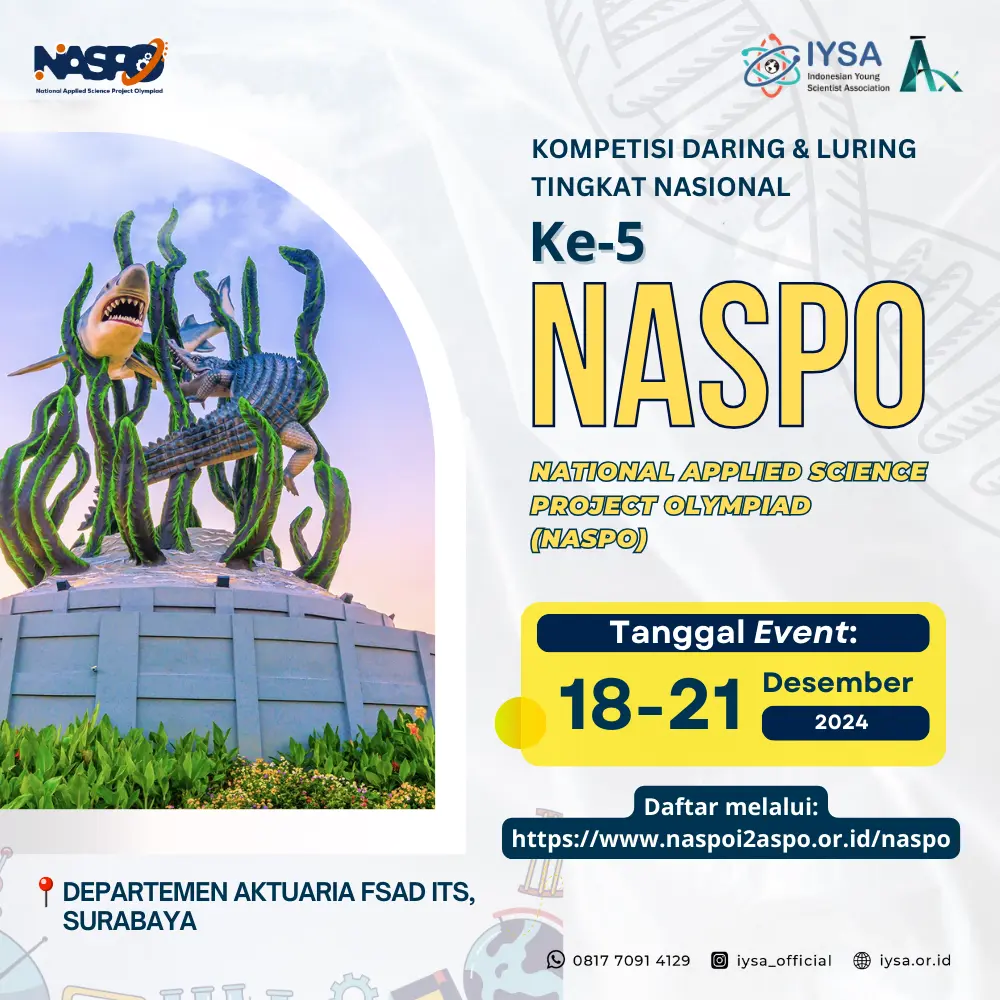 NASPO
National Applied Science Project Olympiad
IYSA
Indonesian Young
Scientist Association
KOMPETISI DARING & LURING
TINGKAT NASIONAL
Ke-5
NASPO
NATIONAL APPLIED SCIENCE
PROJECT OLYMPIAD
(NASPO)
Tanggal Event:
18-21
Desember
2024
Daftar melalui:
https://www.naspoi2aspo.or.id/naspo
DEPARTEMEN AKTUARIA FSAD ITS,
SURABAYA
0817 7091 4129
iysa_official
iysa.or.id